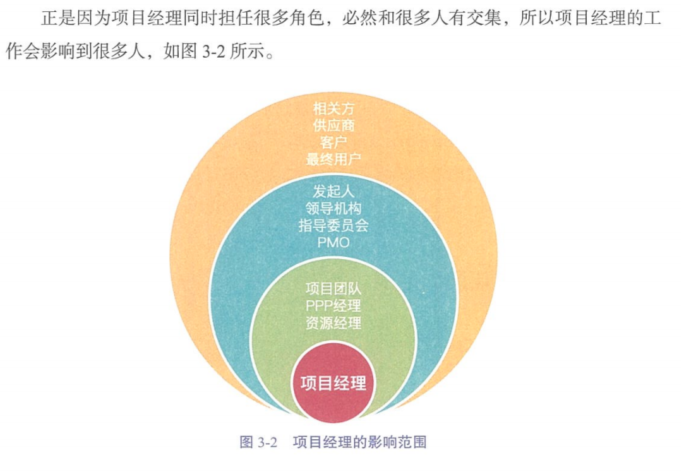 正是因为项目经理同时担任很多角色，必然和很多人有交集，所以项目经理的工
作会影响到很多人，如图 3-2 所示。
相关方
供应商
客户
最终用户
发起人
领导机构
指导委员会
PMO
项目团队
PPP经理
资源经理
项目经理
图 3-2 项目经理的影响范围